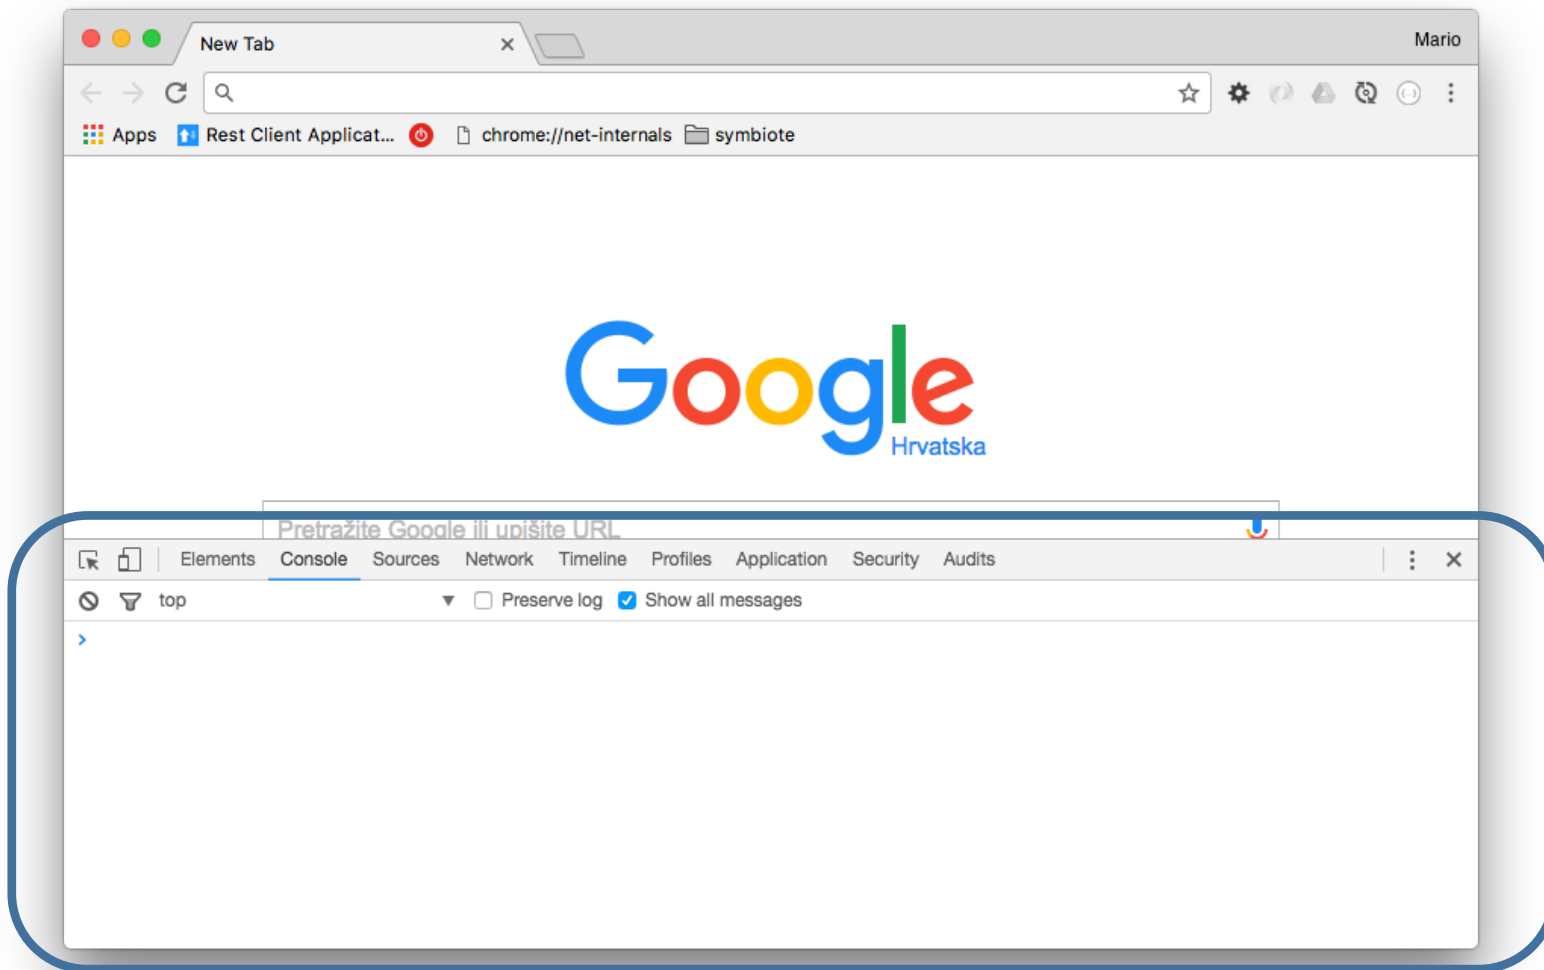 New Tab
Mario
Apps Rest Client Applicat... chrome://net-internals symbiote
Google
Hrvatska
Pretražite Google ili upišite URL
Elements Console Sources Network Timeline Profiles Application Security Audits
top Preserve log Show all messages